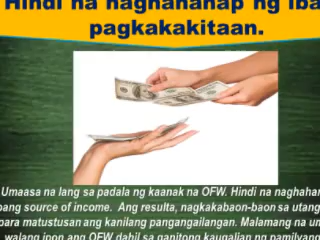 Hindi na naghahanap ng iba
pagkakakitaan.
Umaasa na lang sa padala ng kaanak na OFW. Hindi na naghahan
pang source of income. Ang resulta, nagkakabaon-baon sa utang
para matustusan ang kanilang pangangailangan. Malamang na un
walang ipon ang OFW dahil sa ganitong kaugalian ng pamilyang